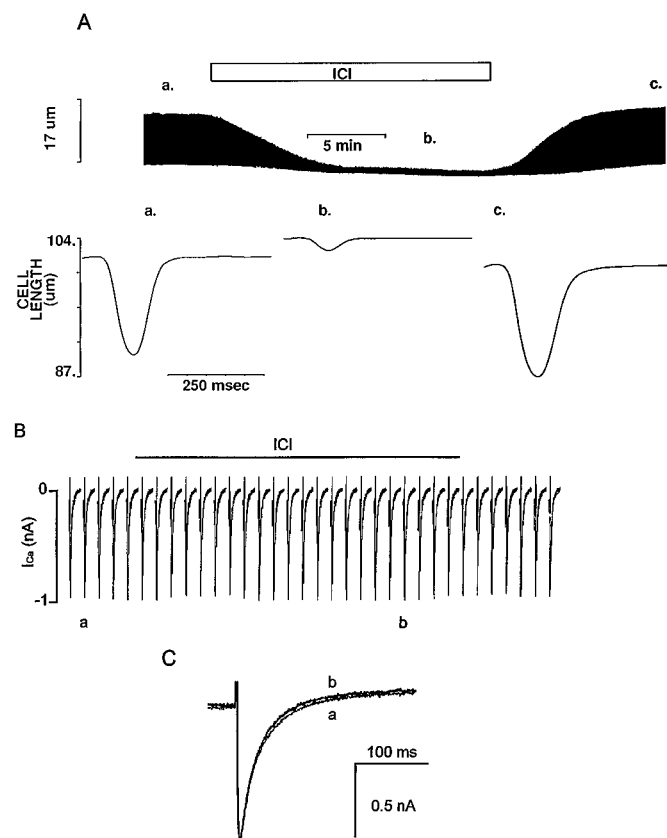 A
ICI
a.
c.
17 um
5 min
b.
a.
b.
c.
104.
CELL
LENGTH
(um)
87.
250 msec
B
ICI
0
ICa (nA)
-1
a
b
C
b
a
100 ms
0.5 nA